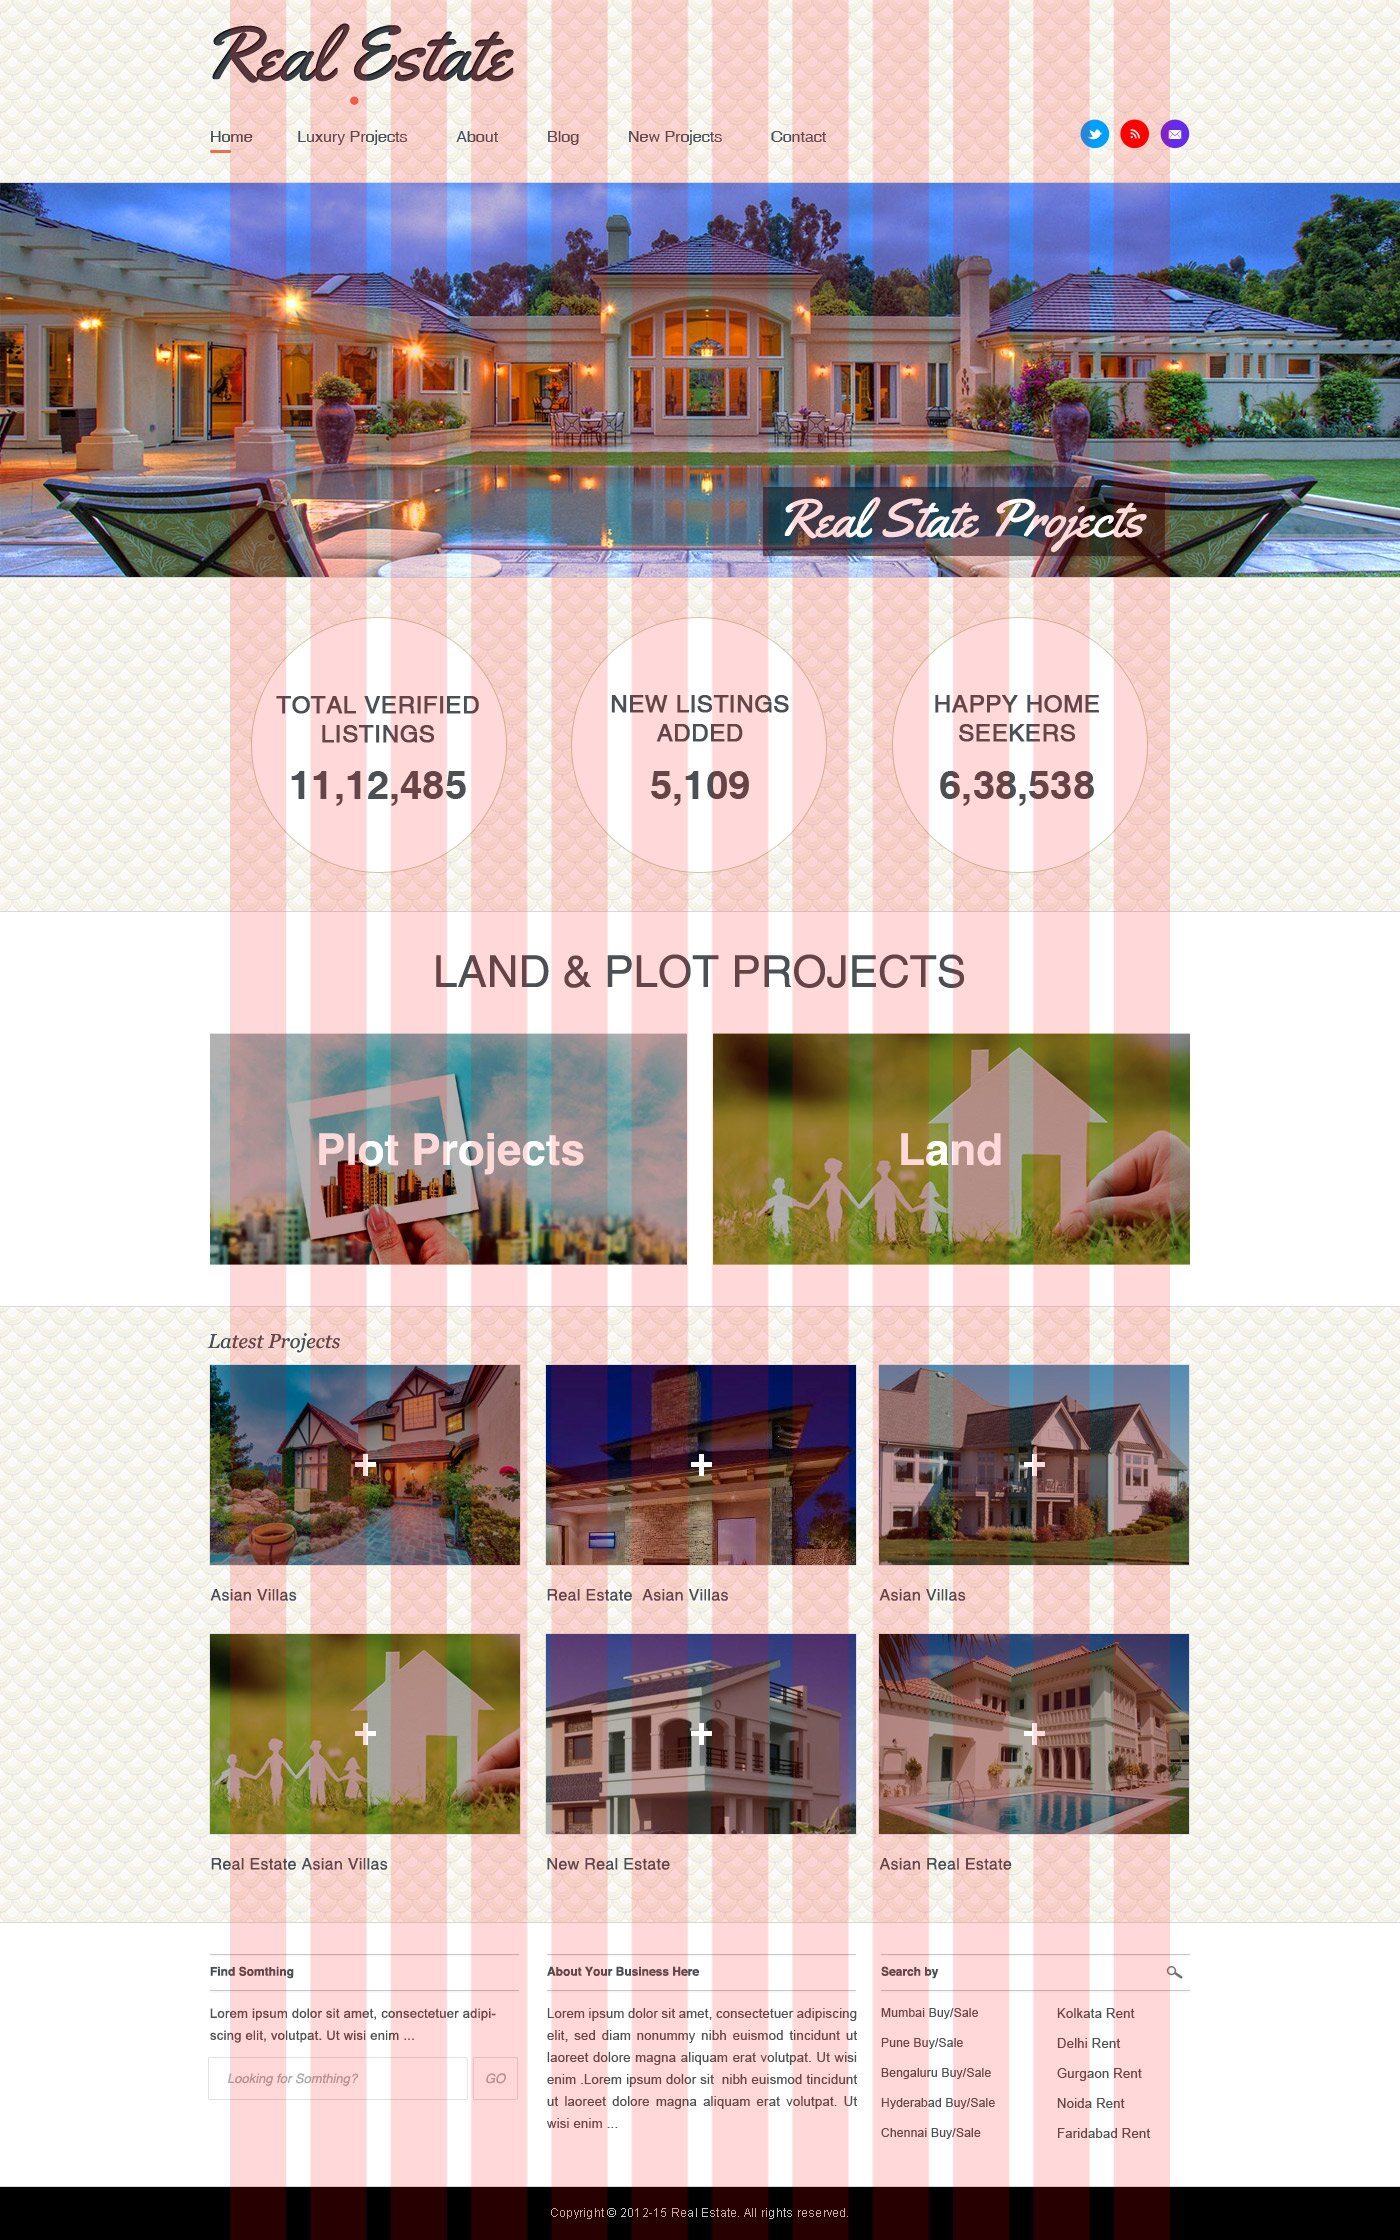 Real Estate
Home Luxury Projects About Blog New Projects Contact
Real State Projects
TOTAL VERIFIED
LISTINGS
11,12,485
NEW LISTINGS
ADDED
5,109
HAPPY HOME
SEEKERS
6,38,538
LAND & PLOT PROJECTS
Plot Projects
Land
Latest Projects
Asian Villas
Real Estate Asian Villas
Asian Villas
Real Estate Asian Villas
New Real Estate
Asian Real Estate
Find Somthing
Lorem ipsum dolor sit amet, consectetuer adipi-
scing elit, volutpat. Ut wisi enim ...
Looking for Somthing? GO
About Your Business Here
Lorem ipsum dolor sit amet, consectetuer adipiscing
elit, sed diam nonummy nibh euismod tincidunt ut
laoreet dolore magna aliquam erat volutpat. Ut wisi
enim .Lorem ipsum dolor sit nibh euismod tincidunt
ut laoreet dolore magna aliquam erat volutpat. Ut
wisi enim ...
Search by
Mumbai Buy/Sale
Pune Buy/Sale
Bengaluru Buy/Sale
Hyderabad Buy/Sale
Chennai Buy/Sale
Kolkata Rent
Delhi Rent
Gurgaon Rent
Noida Rent
Faridabad Rent
Copyright © 2012-15 Real Estate. All rights reserved.